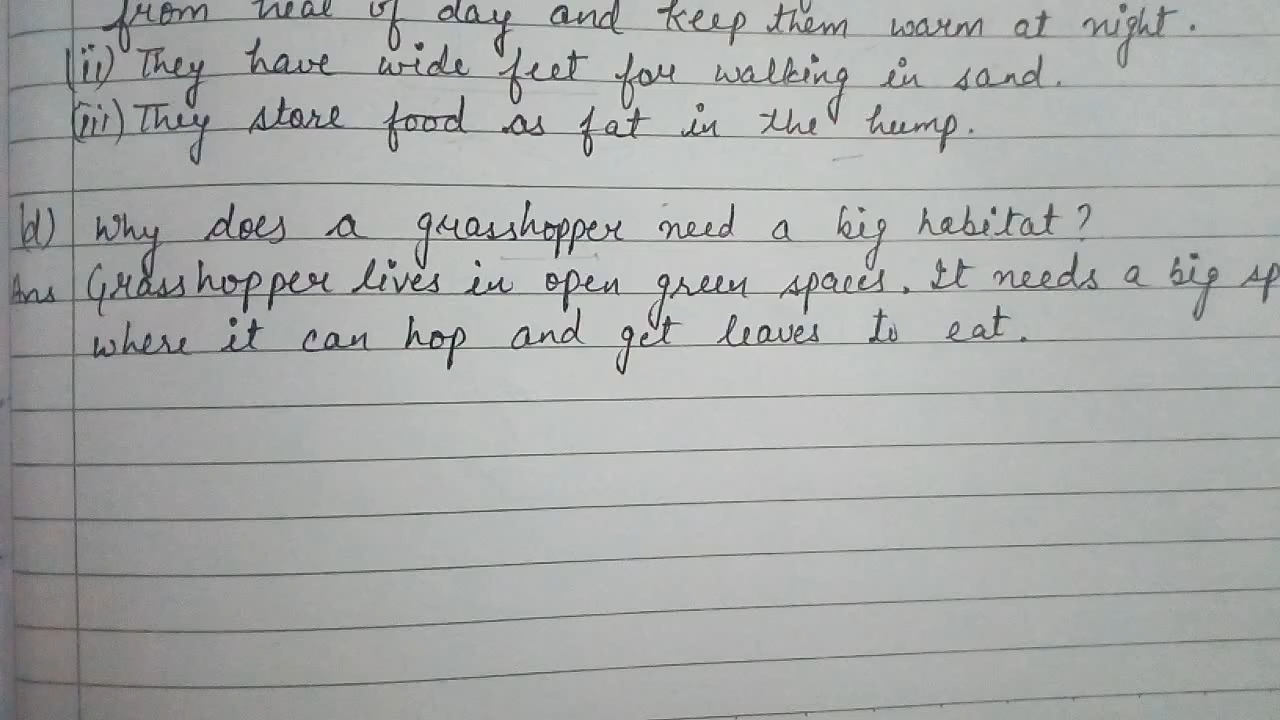 from heat of day and keep them warm at night.
(ii) They have wide feet for walking in sand.
(iii) They store food as fat in the hump.
d) Why does a grasshopper need a big habitat?
Ans Grasshopper lives in open green spaces. It needs a big sp
where it can hop and get leaves to eat.